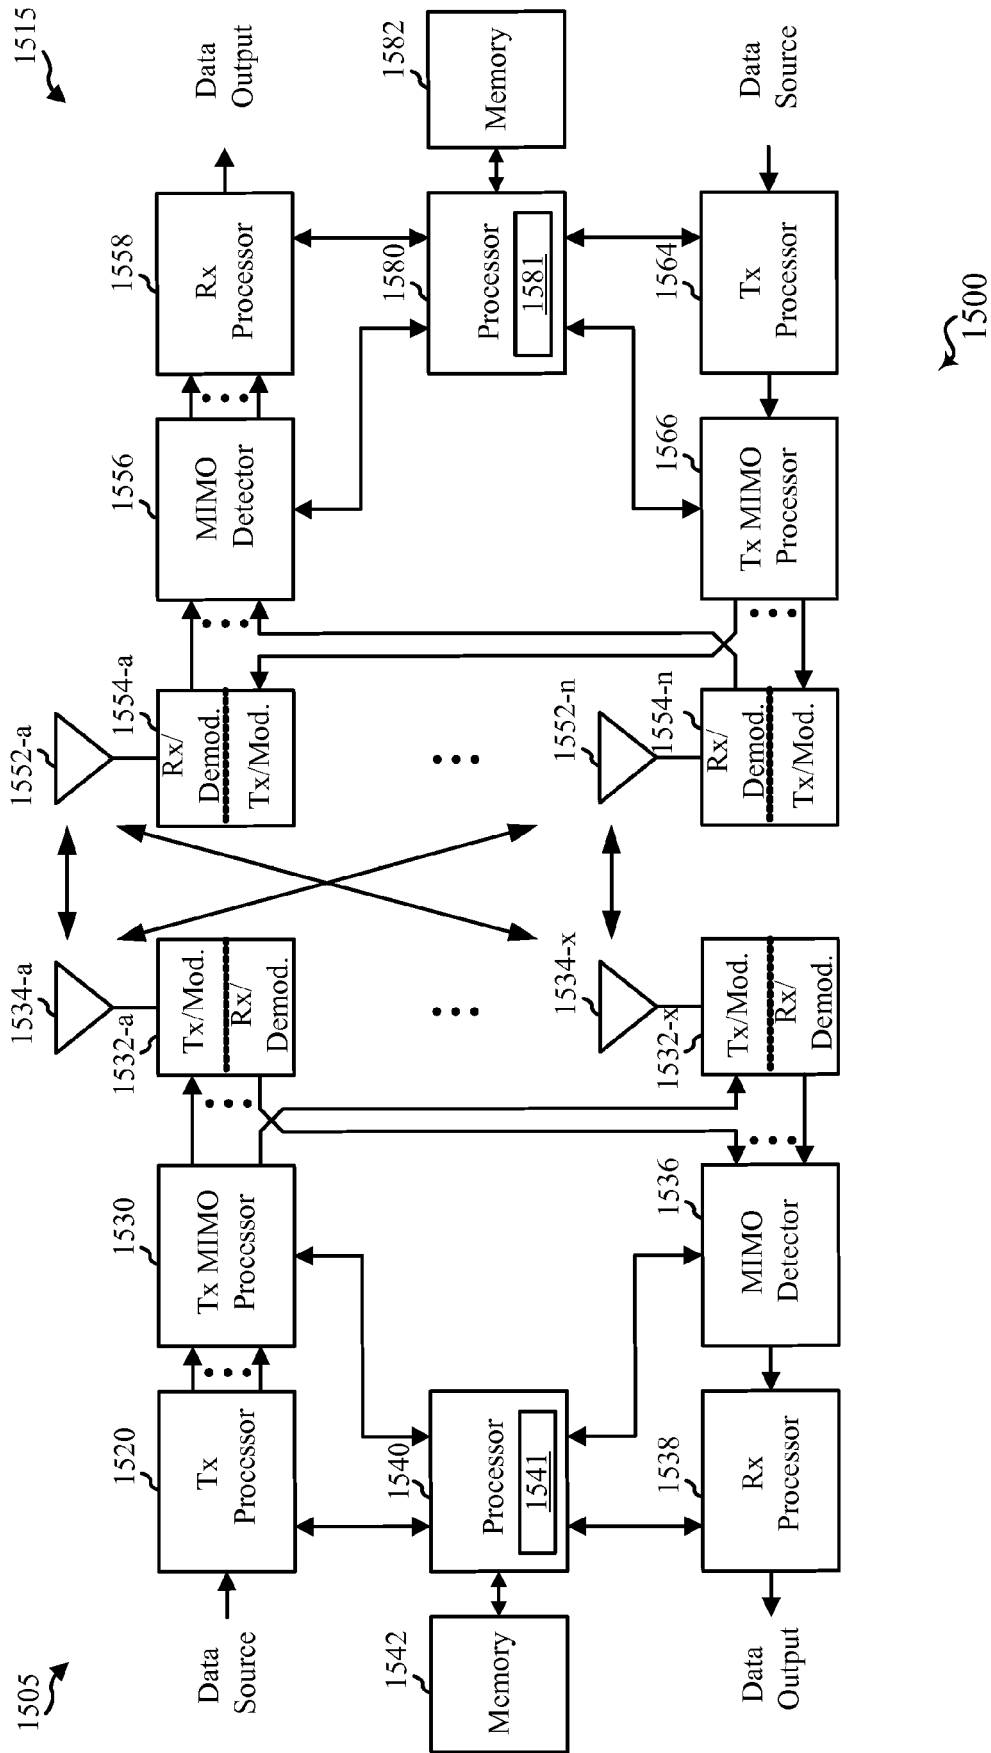 1505
1515
Data
Source
1520
Tx
Processor
1530
Tx MIMO
Processor
1532-a
1534-a
Tx/Mod.
Rx/
Demod.
1552-a
1554-a
Rx/
Demod.
Tx/Mod.
1556
MIMO
Detector
1558
Rx
Processor
Data
Output
1542
Memory
1540
Processor
1541
1580
Processor
1581
1582
Memory
Data
Output
1538
Rx
Processor
1536
MIMO
Detector
1532-x
1534-x
Tx/Mod.
Rx/
Demod.
1552-n
1554-n
Rx/
Demod.
Tx/Mod.
1566
Tx MIMO
Processor
1564
Tx
Processor
Data
Source
1500